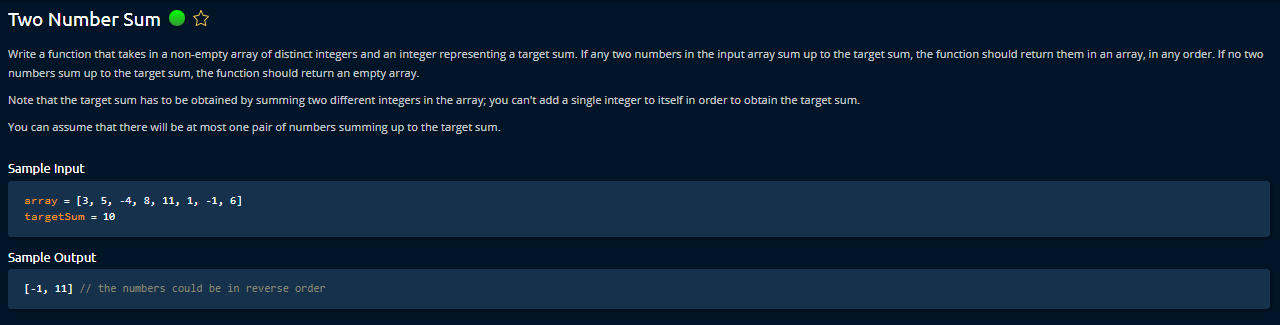 Two Number Sum
Write a function that takes in a non-empty array of distinct integers and an integer representing a target sum. If any two numbers in the input array sum up to the target sum, the function should return them in an array, in any order. If no two
numbers sum up to the target sum, the function should return an empty array.
Note that the target sum has to be obtained by summing two different integers in the array; you can't add a single integer to itself in order to obtain the target sum.
You can assume that there will be at most one pair of numbers summing up to the target sum.
Sample Input
array = [3, 5, -4, 8, 11, 1, -1, 6]
targetSum = 10
Sample Output
[-1, 11] // the numbers could be in reverse order